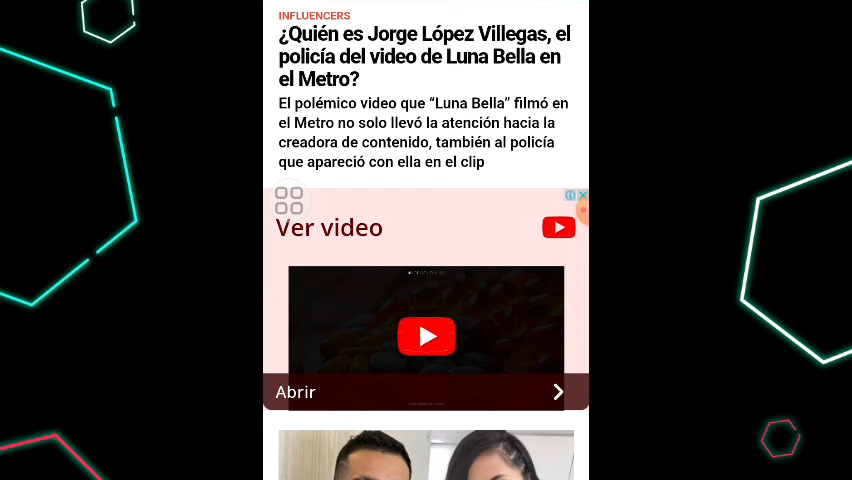 INFLUENCERS
¿Quién es Jorge López Villegas, el
policía del video de Luna Bella en
el Metro?
El polémico video que “Luna Bella” filmó en
el Metro no solo llevó la atención hacia la
creadora de contenido, también al policía
que apareció con ella en el clip
Ver video
Abrir